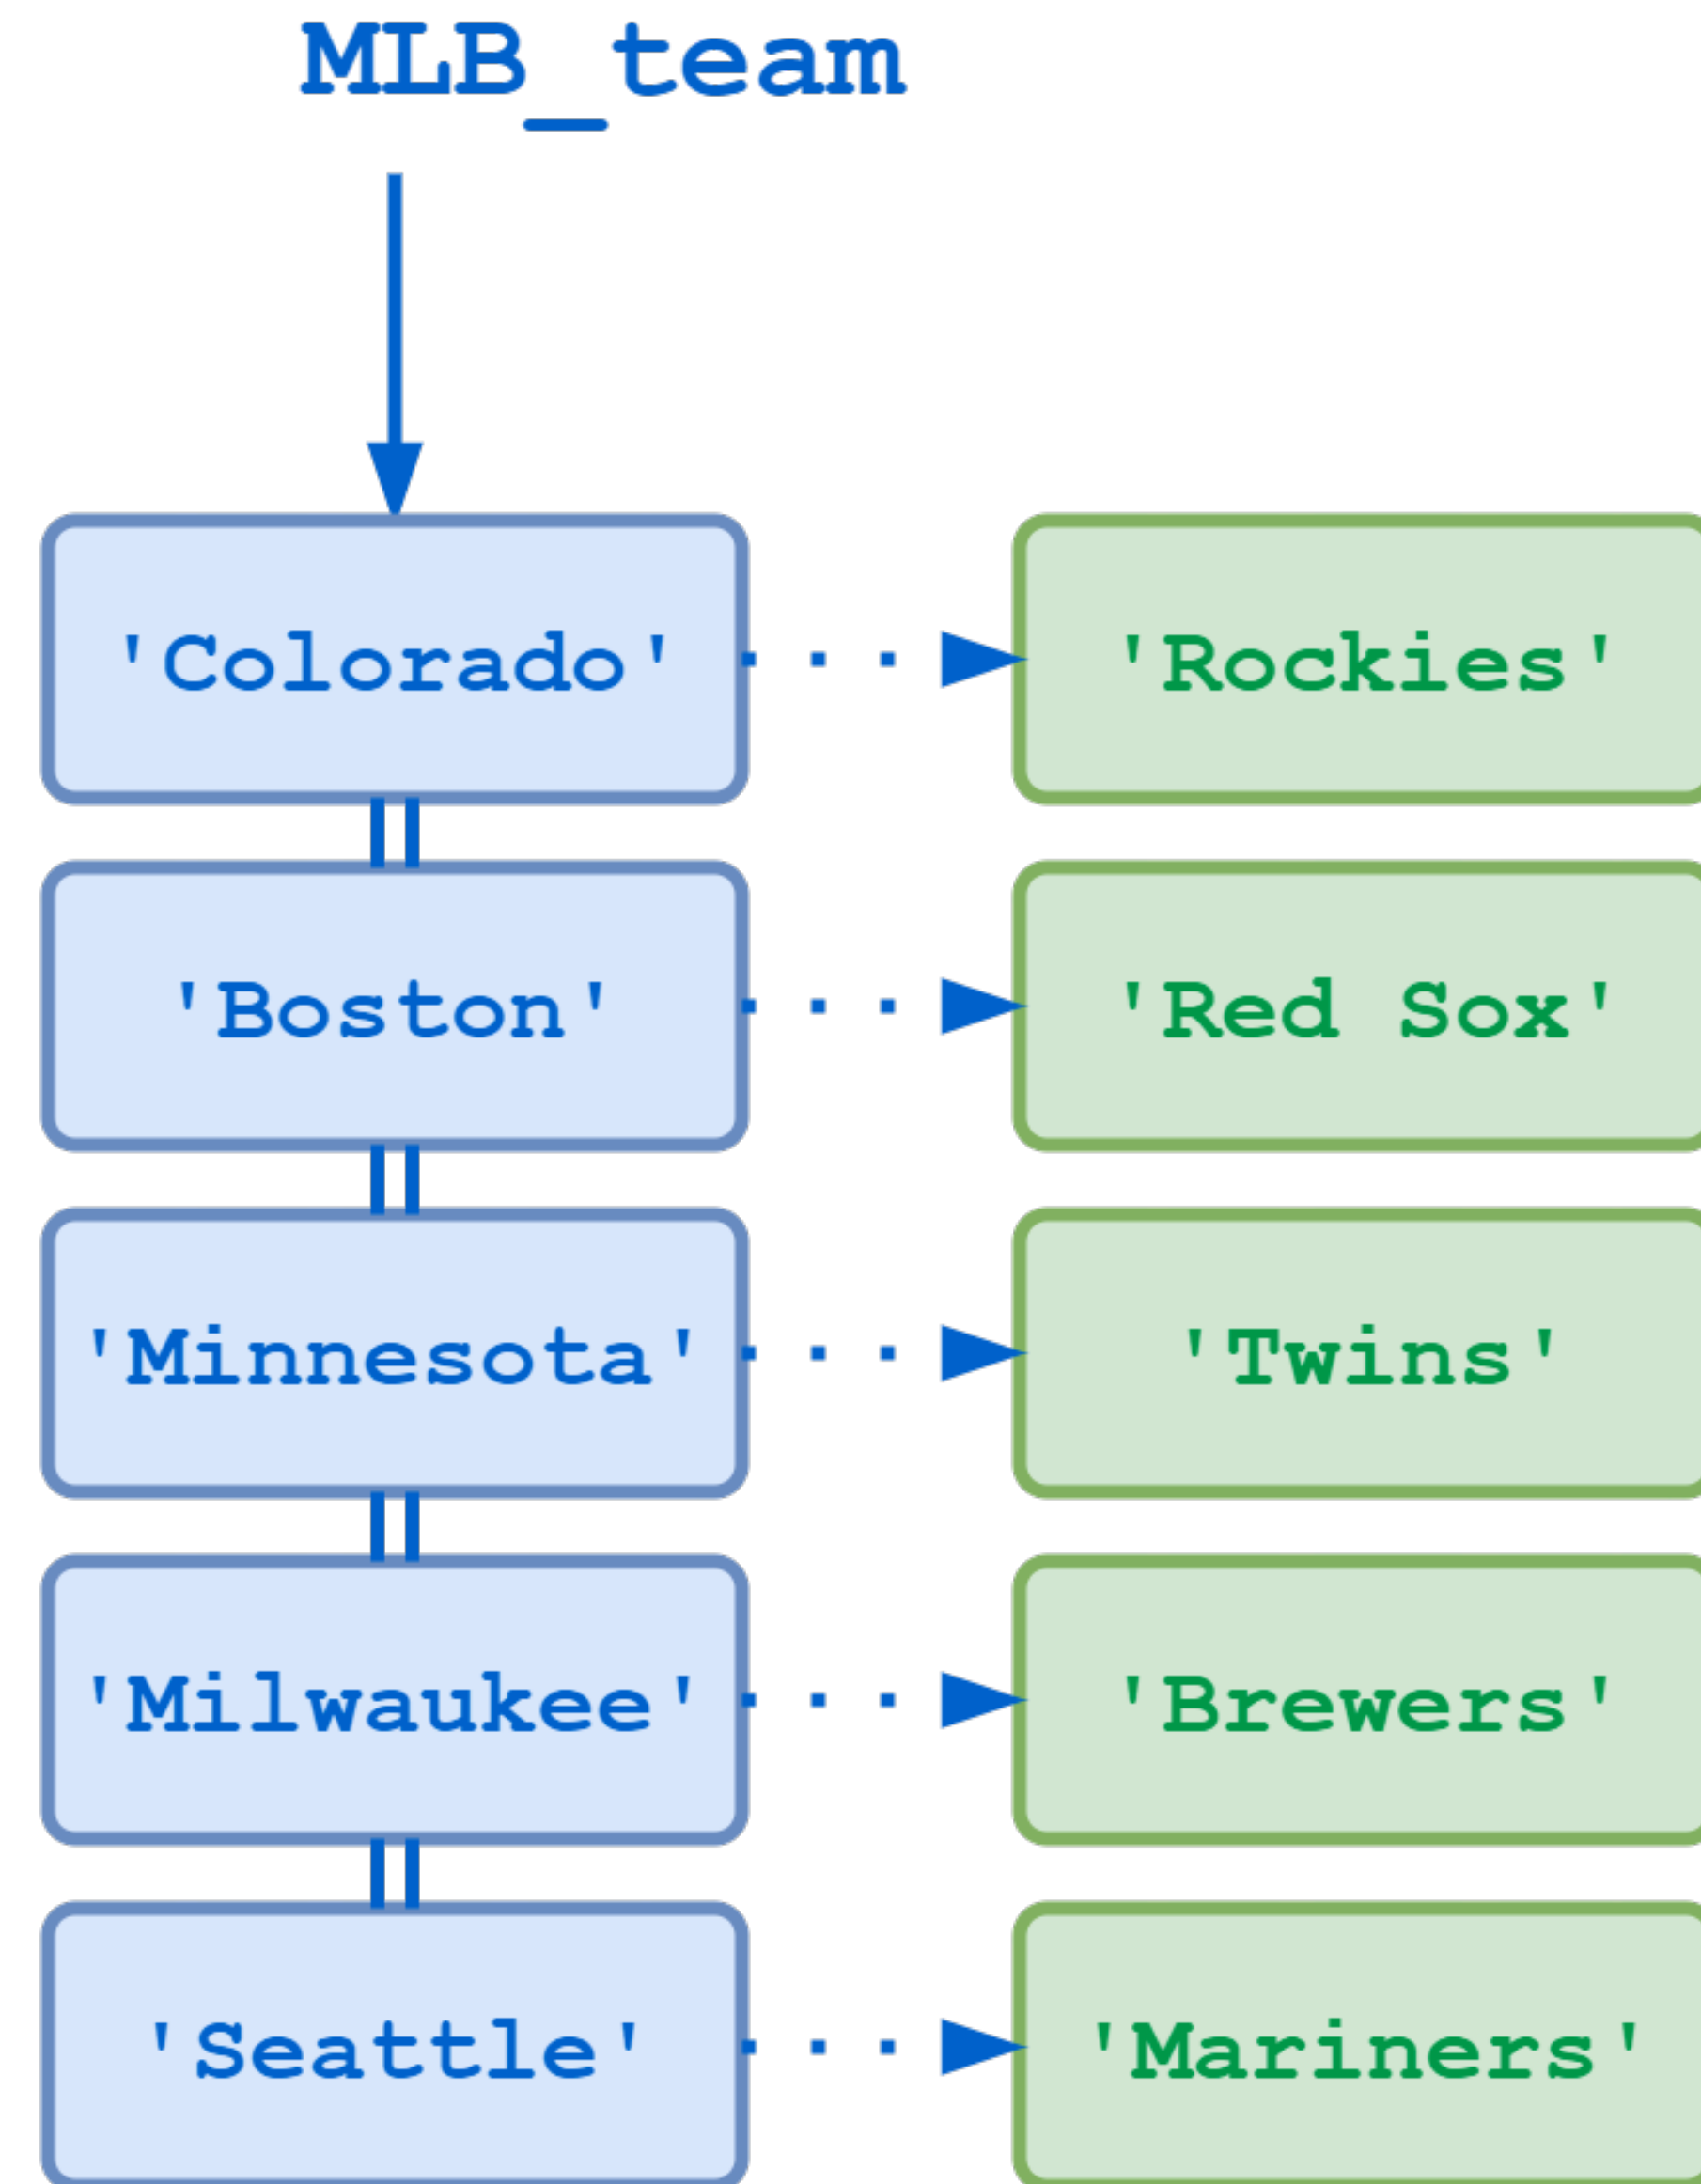 MLB_team
'Colorado' 'Rockies'
'Boston' 'Red Sox'
'Minnesota' 'Twins'
'Milwaukee' 'Brewers'
'Seattle' 'Mariners'